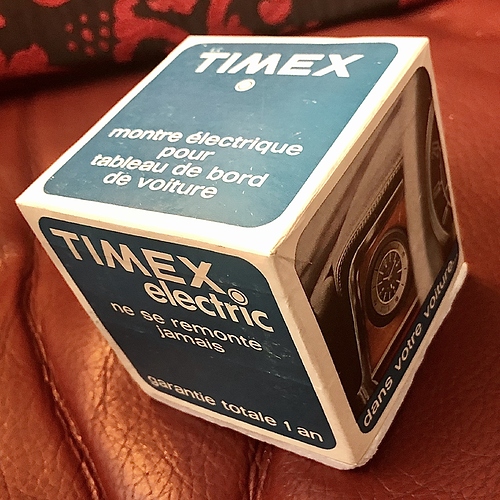 TIMEX
montre électrique
pour
tableau de bord
de voiture
TIMEX
electric
ne se remonte
jamais
garantie totale 1 an
dans votre voiture...